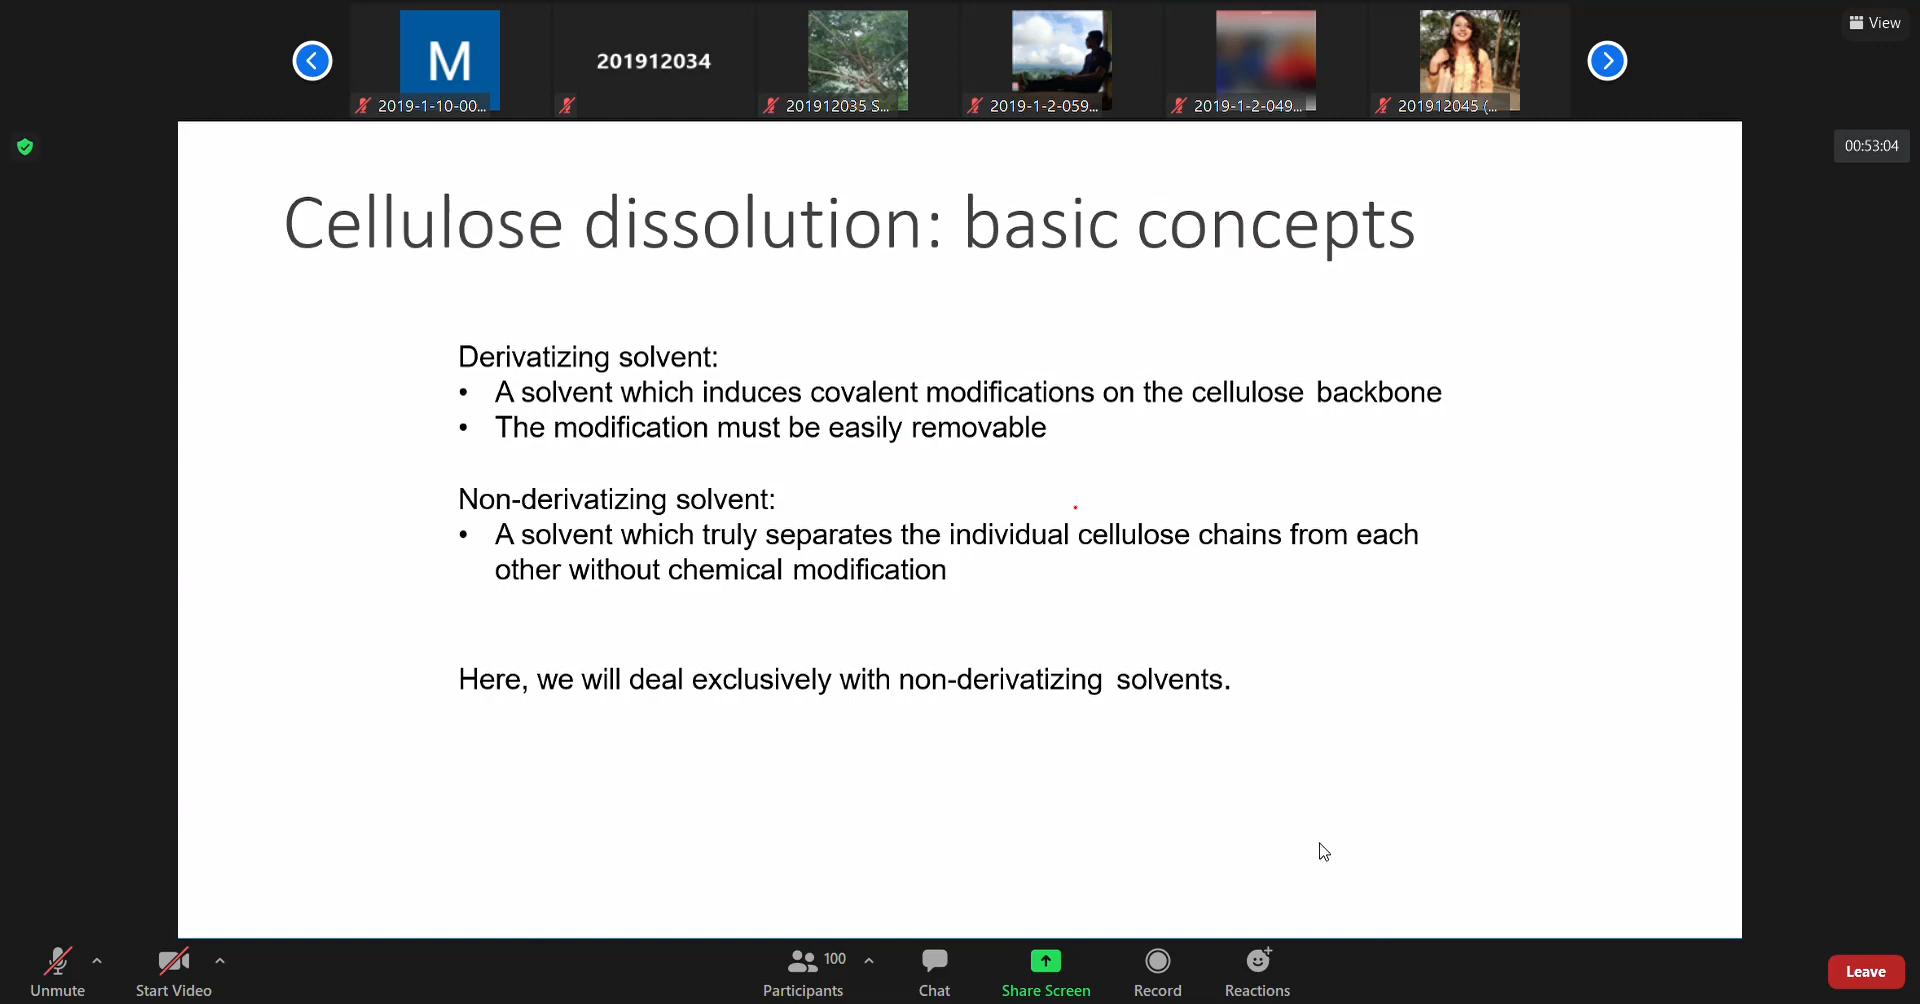 View
M
201912034
2019-1-10-00...
201912035 S...
2019-1-2-059...
2019-1-2-049...
201912045 (...
00:53:04
Cellulose dissolution: basic concepts
Derivatizing solvent:
• A solvent which induces covalent modifications on the cellulose backbone
• The modification must be easily removable
Non-derivatizing solvent:
• A solvent which truly separates the individual cellulose chains from each
other without chemical modification
Here, we will deal exclusively with non-derivatizing solvents.
Unmute
Start Video
100
Participants
Chat
Share Screen
Record
Reactions
Leave